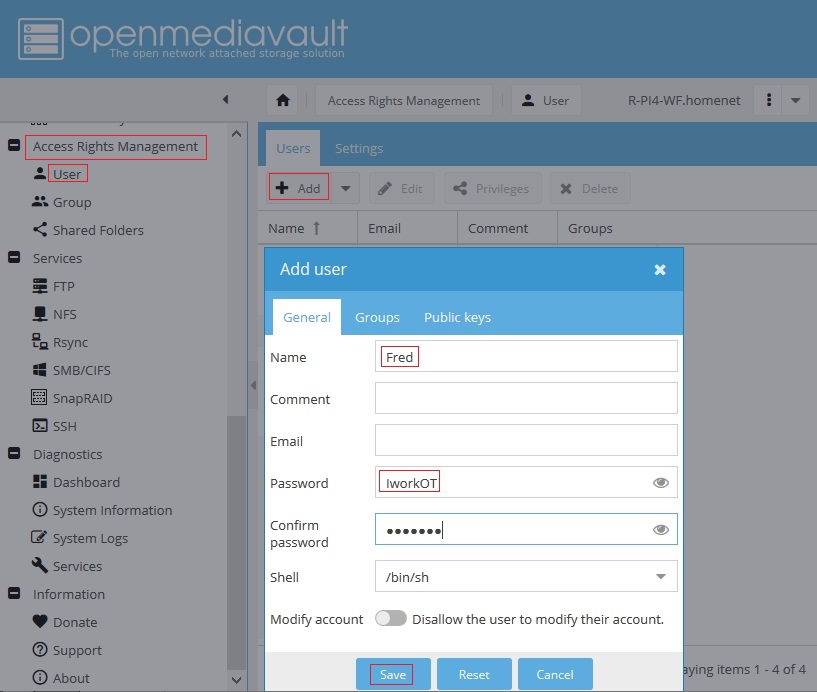 openmediavault
The open network attached storage solution
Access Rights Management
User
R-PI4-WF.homenet
Access Rights Management
User
Group
Shared Folders
Services
FTP
NFS
Rsync
SMB/CIFS
SnapRAID
SSH
Diagnostics
Dashboard
System Information
System Logs
Services
Information
Donate
Support
About
Users
Settings
Add
Edit
Privileges
Delete
Name
Email
Comment
Groups
Add user
General
Groups
Public keys
Name
Fred
Comment
Email
Password
IworkOT
Confirm
password
•••••••
Shell
/bin/sh
Modify account
Disallow the user to modify their account.
Save
Reset
Cancel
items 1 - 4 of 4